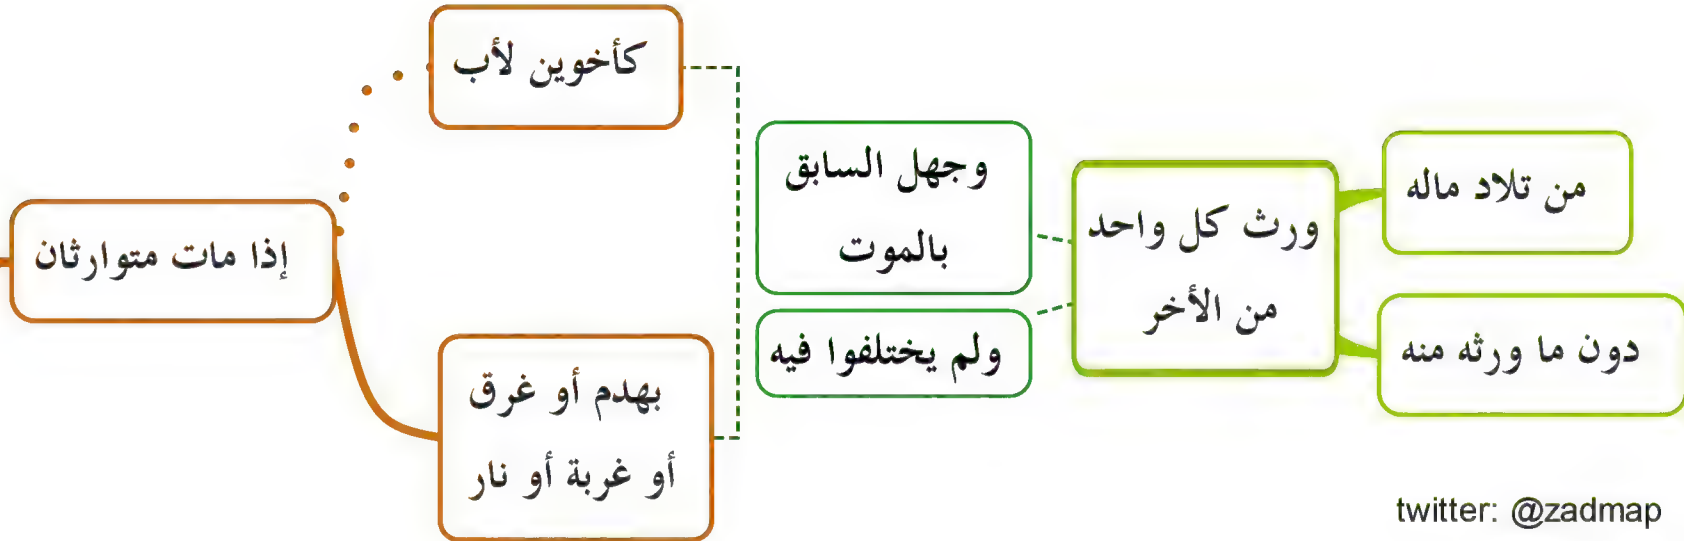 إذا مات متوارثان
كأخوين لأب
بهدم أو غرق
أو غربة أو نار
وجهل السابق
بالموت
ولم يختلفوا فيه
ورث كل واحد
من الأخر
من تلاد ماله
دون ما ورثه منه
twitter: @zadmap